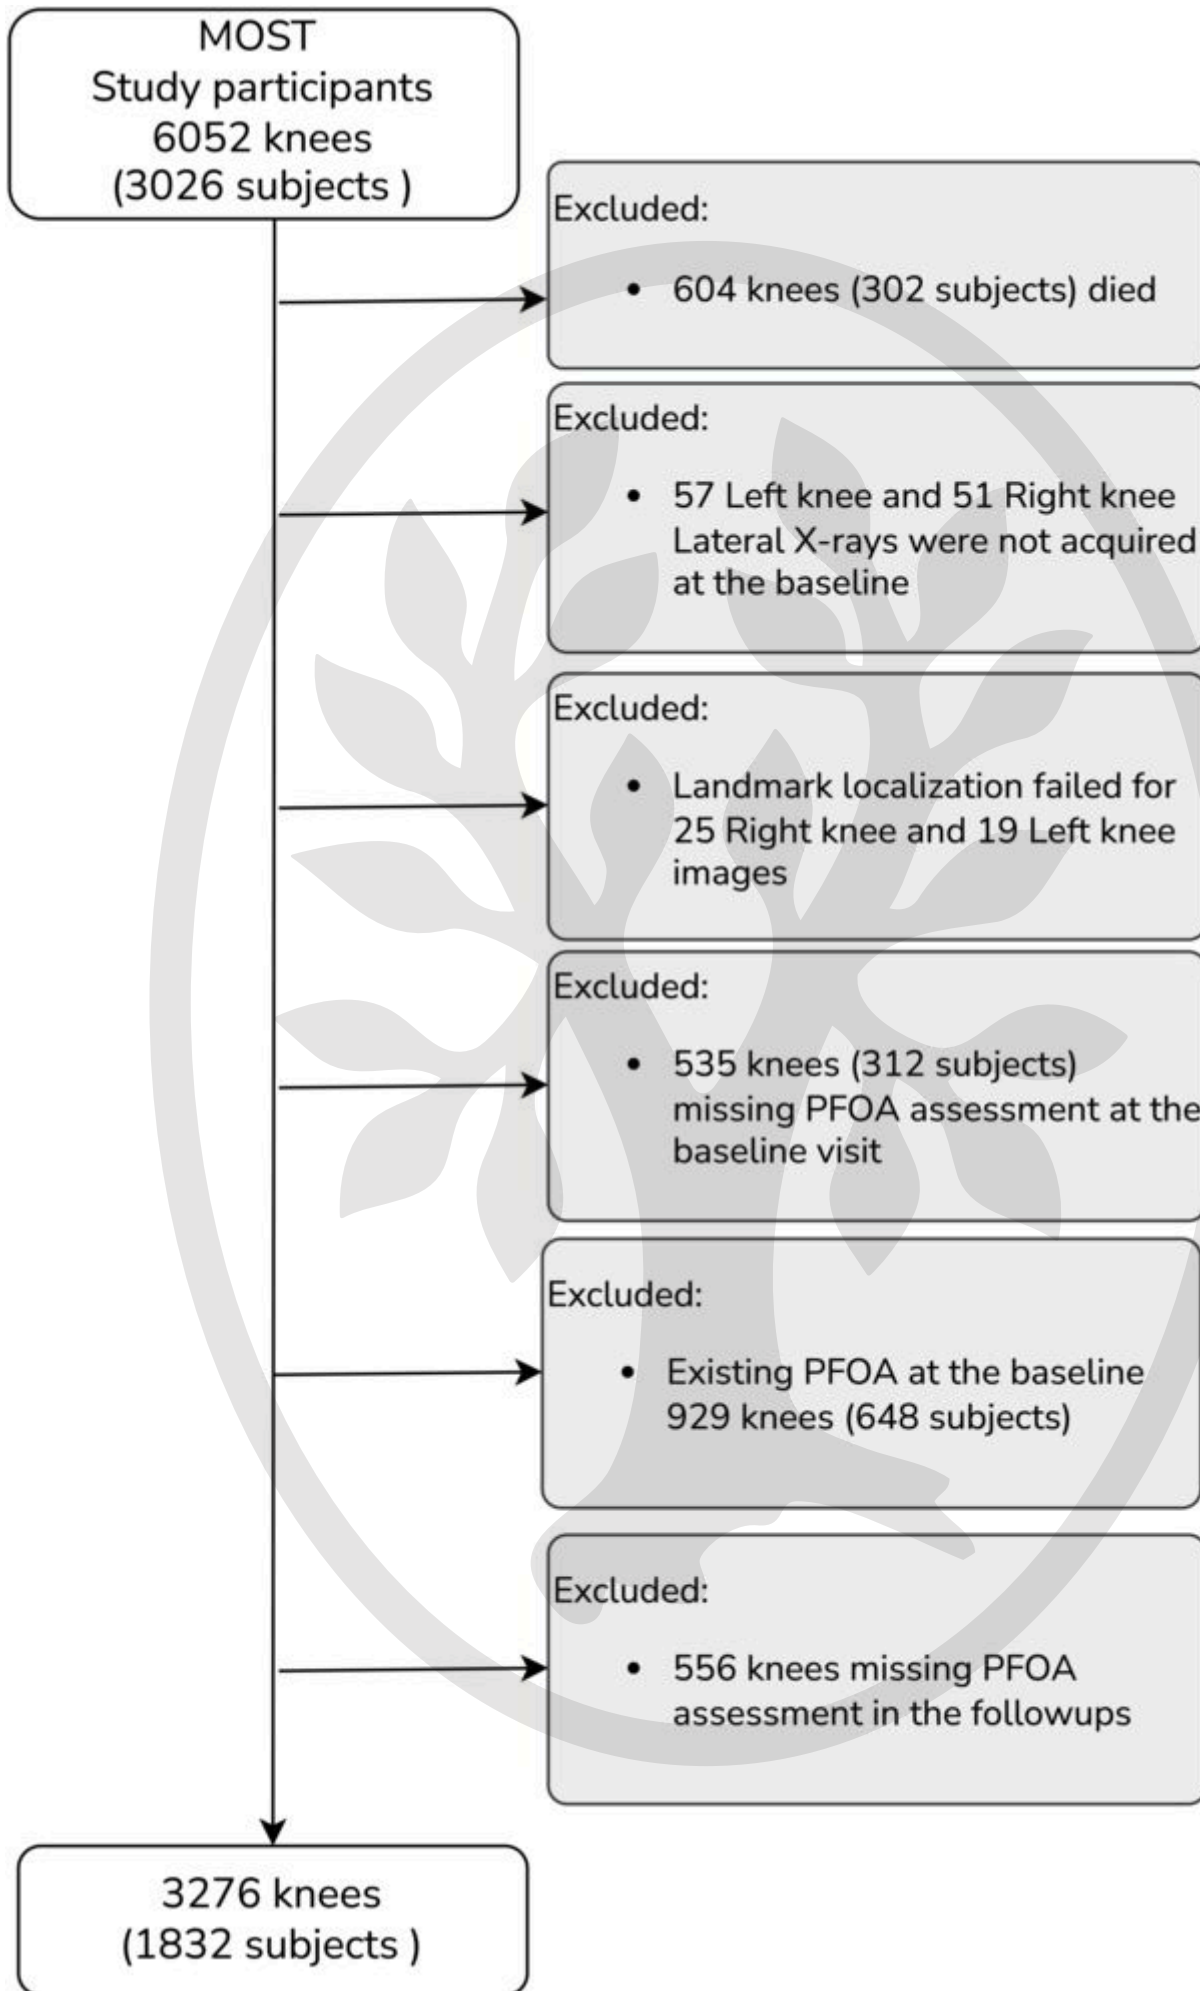 MOST
Study participants
6052 knees
(3026 subjects )
Excluded:
• 604 knees (302 subjects) died
Excluded:
• 57 Left knee and 51 Right knee
Lateral X-rays were not acquired
at the baseline
Excluded:
• Landmark localization failed for
25 Right knee and 19 Left knee
images
Excluded:
• 535 knees (312 subjects)
missing PFOA assessment at the
baseline visit
Excluded:
• Existing PFOA at the baseline
929 knees (648 subjects)
Excluded:
• 556 knees missing PFOA
assessment in the followups
3276 knees
(1832 subjects )